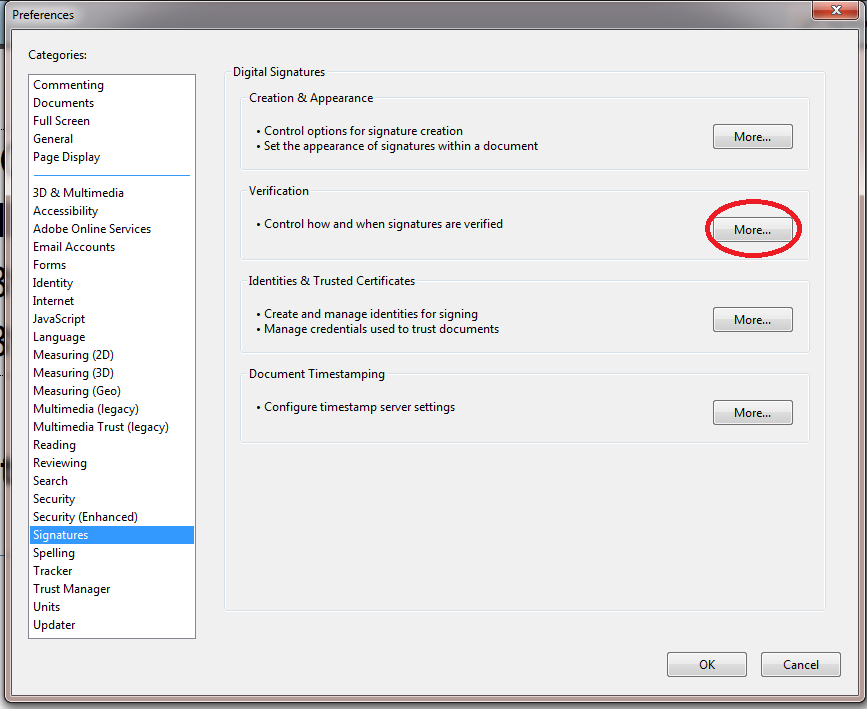 Preferences
Categories:
Commenting
Documents
Full Screen
General
Page Display
3D & Multimedia
Accessibility
Adobe Online Services
Email Accounts
Forms
Identity
Internet
JavaScript
Language
Measuring (2D)
Measuring (3D)
Measuring (Geo)
Multimedia (legacy)
Multimedia Trust (legacy)
Reading
Reviewing
Search
Security
Security (Enhanced)
Signatures
Spelling
Tracker
Trust Manager
Units
Updater
Digital Signatures
Creation & Appearance
• Control options for signature creation
• Set the appearance of signatures within a document
More...
Verification
• Control how and when signatures are verified
More...
Identities & Trusted Certificates
• Create and manage identities for signing
• Manage credentials used to trust documents
More...
Document Timestamping
• Configure timestamp server settings
More...
OK
Cancel